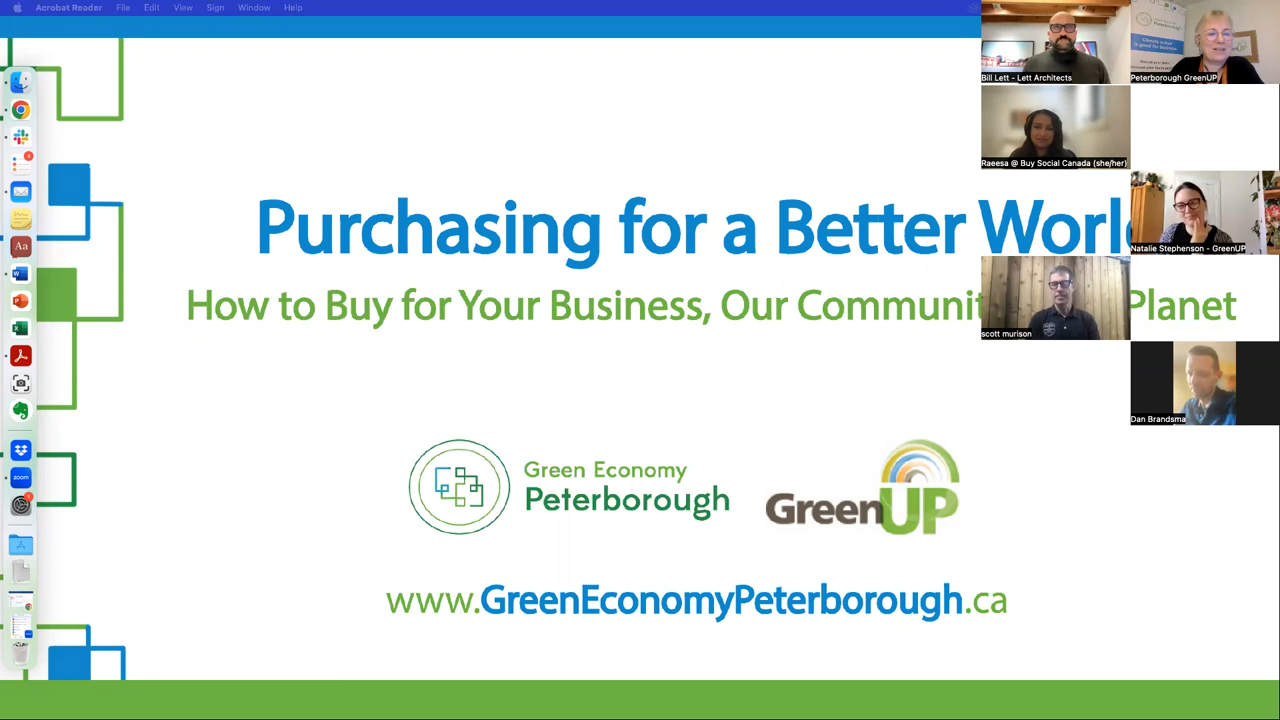 Acrobat Reader File Edit View Sign Window Help
Bill Lett - Lett Architects
Peterborough GreenUP
Raeesa @ Buy Social Canada (she/her)
Natalie Stephenson - GreenUP
scott murison
Dan Brandsma
Purchasing for a Better Worl
How to Buy for Your Business, Our Communit Planet
Green Economy
Peterborough
GreenUP
www.GreenEconomyPeterborough.ca